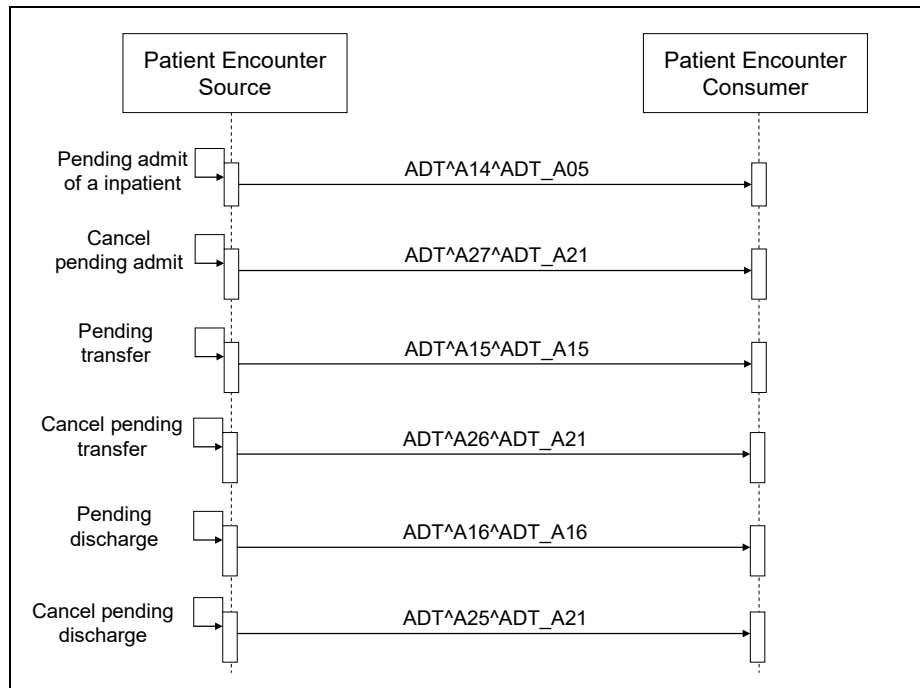 Patient Encounter
Source
Patient Encounter
Consumer
Pending admit
of a inpatient
ADT^A14^ADT_A05
Cancel
pending admit
ADT^A27^ADT_A21
Pending
transfer
ADT^A15^ADT_A15
Cancel pending
transfer
ADT^A26^ADT_A21
Pending
discharge
ADT^A16^ADT_A16
Cancel pending
discharge
ADT^A25^ADT_A21